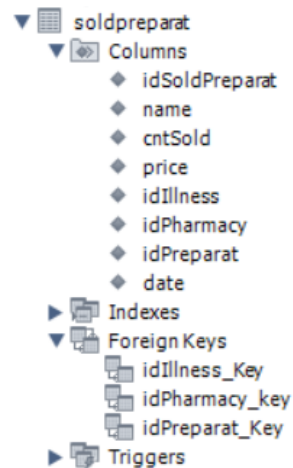 soldpreparat
Columns
idSoldPreparat
name
cntSold
price
idIllness
idPharmacy
idPreparat
date
Indexes
Foreign Keys
idIllness_Key
idPharmacy_key
idPreparat_Key
Triggers